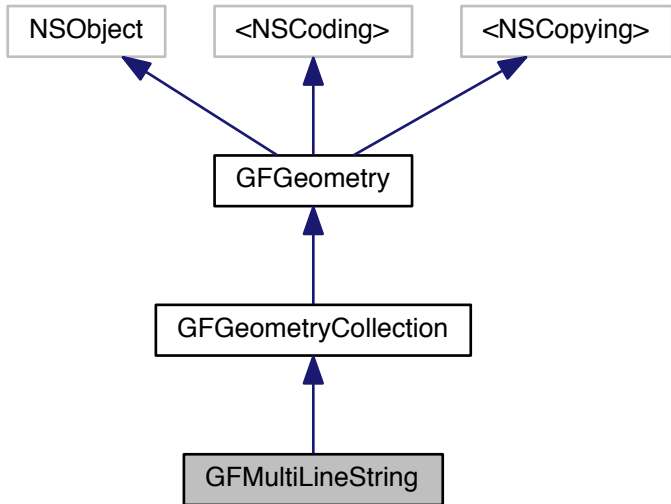 NSObject
<NSCoding>
<NSCopying>
GFGeometry
GFGeometryCollection
GFMultiLineString